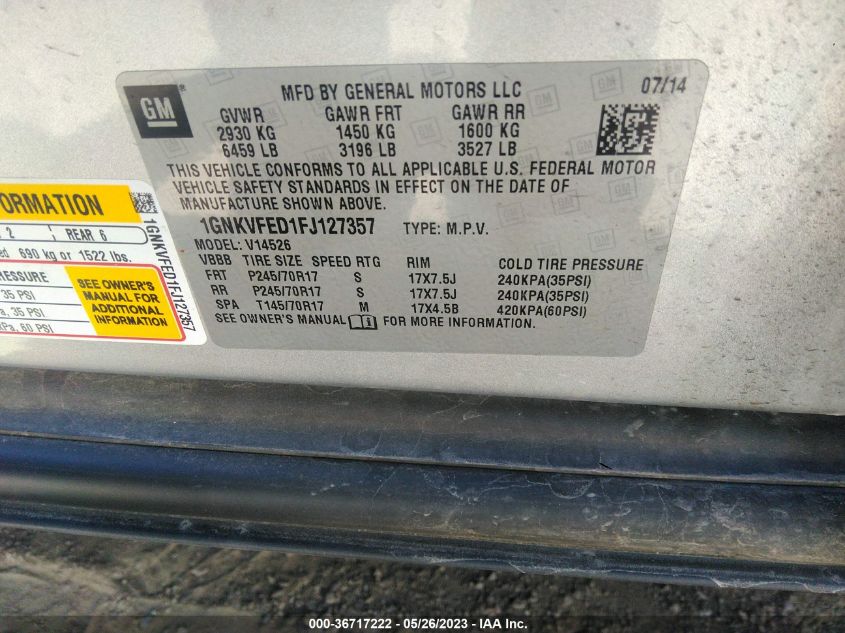 GM
®
MFD BY GENERAL MOTORS LLC
07/14
GVWR GAWR FRT GAWR RR
2930 KG 1450 KG 1600 KG
6459 LB 3196 LB 3527 LB
THIS VEHICLE CONFORMS TO ALL APPLICABLE U.S. FEDERAL MOTOR
VEHICLE SAFETY STANDARDS IN EFFECT ON THE DATE OF
MANUFACTURE SHOWN ABOVE.
1GNKVFED1FJ127357 TYPE: M.P.V.
MODEL: V14526
VBBB TIRE SIZE SPEED RTG RIM COLD TIRE PRESSURE
FRT P245/70R17 S 17X7.5J 240KPA(35PSI)
RR P245/70R17 S 17X7.5J 240KPA(35PSI)
SPA T145/70R17 M 17X4.5B 420KPA(60PSI)
SEE OWNER'S MANUAL FOR MORE INFORMATION.
ORMATION
2 REAR 6
690 kg or 1522 lbs.
PRESSURE
35 PSI
35 PSI
60 PSI
SEE OWNER'S
MANUAL FOR
ADDITIONAL
INFORMATION
1GNKVFED1FJ127357
000-36717222 - 05/26/2023 - IAA Inc.